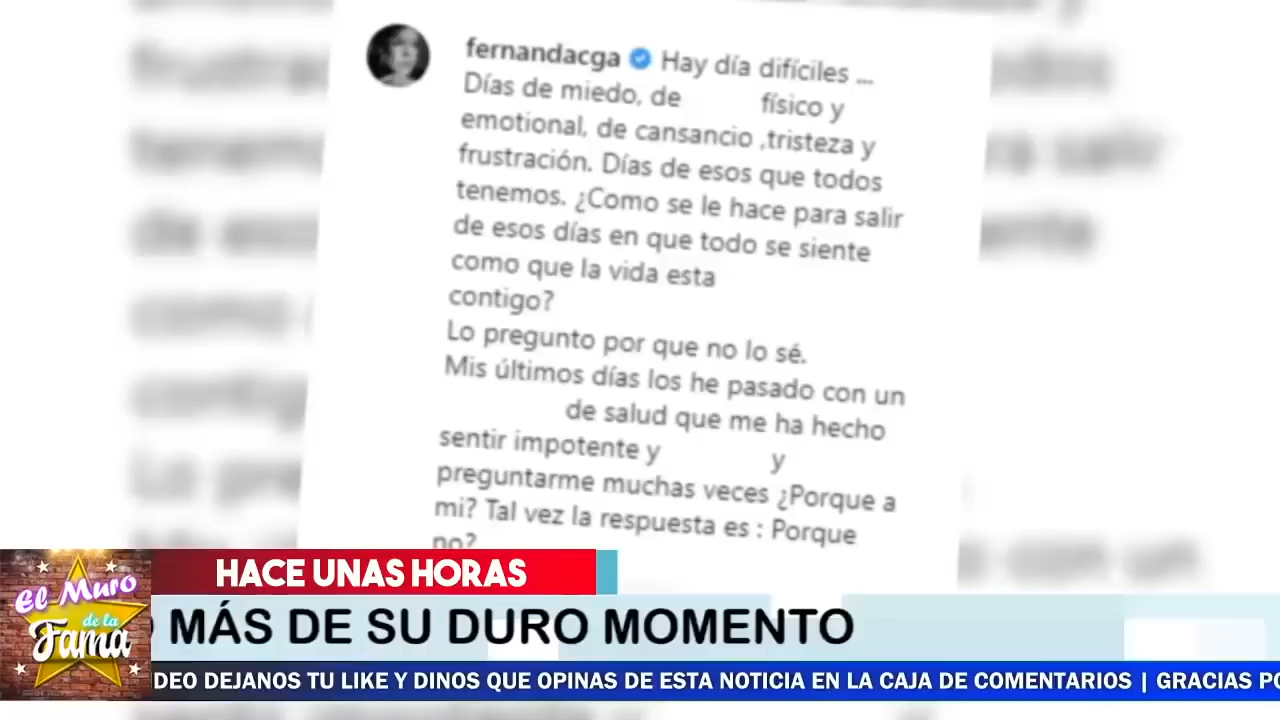 fernandacga Hay día difíciles ...
Días de miedo, de físico y
emotional, de cansancio ,tristeza y
frustración. Días de esos que todos
tenemos. ¿Como se le hace para salir
de esos días en que todo se siente
como que la vida esta
contigo?
Lo pregunto por que no lo sé.
Mis últimos días los he pasado con un
de salud que me ha hecho
sentir impotente y y
preguntarme muchas veces ¿Porque a
mi? Tal vez la respuesta es : Porque
no?
HACE UNAS HORAS
MÁS DE SU DURO MOMENTO
El Muro
de la
Fama
DEO DEJANOS TU LIKE Y DINOS QUE OPINAS DE ESTA NOTICIA EN LA CAJA DE COMENTARIOS | GRACIAS PO